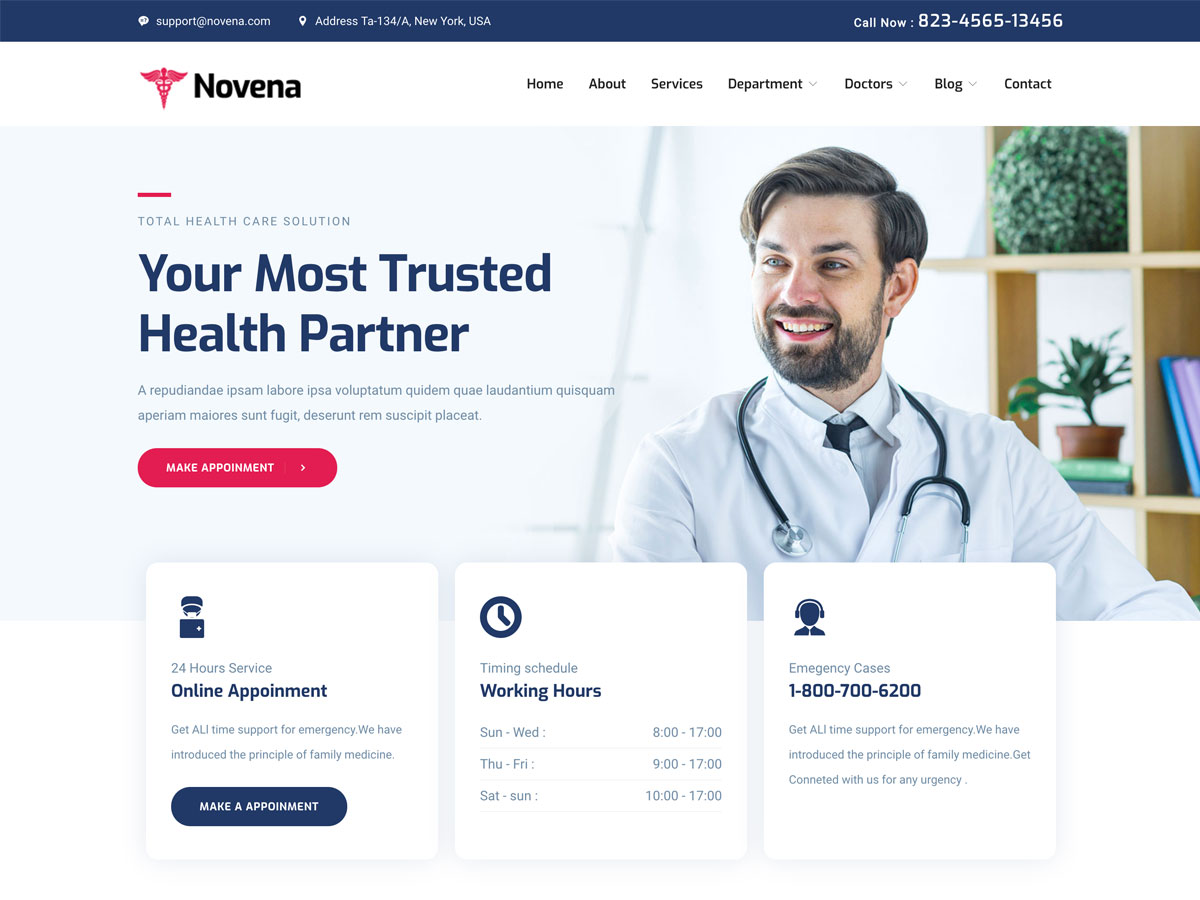 support@novena.com
Address Ta-134/A, New York, USA
Call Now : 823-4565-13456
Novena
Home About Services Department Doctors Blog Contact
TOTAL HEALTH CARE SOLUTION
Your Most Trusted
Health Partner
A repudiandae ipsam labore ipsa voluptatum quidem quae laudantium quisquam
aperiam maiores sunt fugit, deserunt rem suscipit placeat.
MAKE APPOINMENT
24 Hours Service
Online Appoinment
Get ALl time support for emergency.We have
introduced the principle of family medicine.
MAKE A APPOINMENT
Timing schedule
Working Hours
Sun - Wed : 8:00 - 17:00
Thu - Fri : 9:00 - 17:00
Sat - sun : 10:00 - 17:00
Emegency Cases
1-800-700-6200
Get ALl time support for emergency.We have
introduced the principle of family medicine.Get
Conneted with us for any urgency .